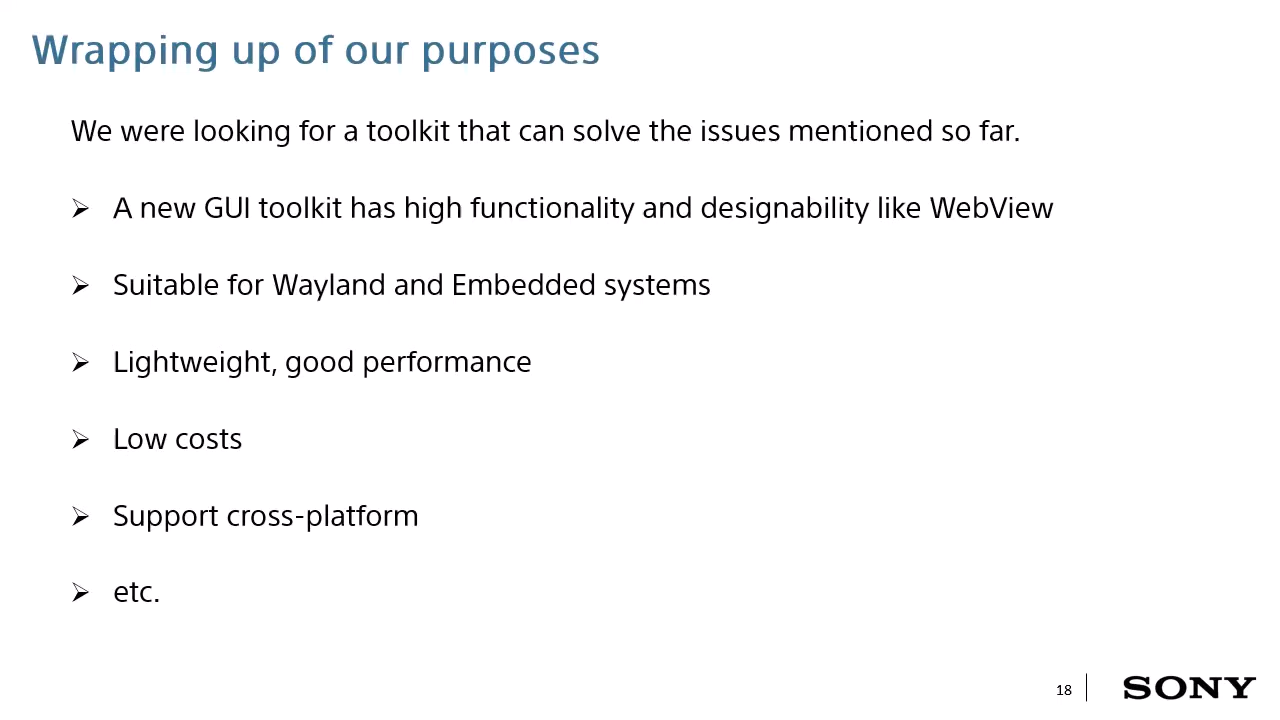 Wrapping up of our purposes
We were looking for a toolkit that can solve the issues mentioned so far.
➢ A new GUI toolkit has high functionality and designability like WebView
➢ Suitable for Wayland and Embedded systems
➢ Lightweight, good performance
➢ Low costs
➢ Support cross-platform
➢ etc.
18
SONY